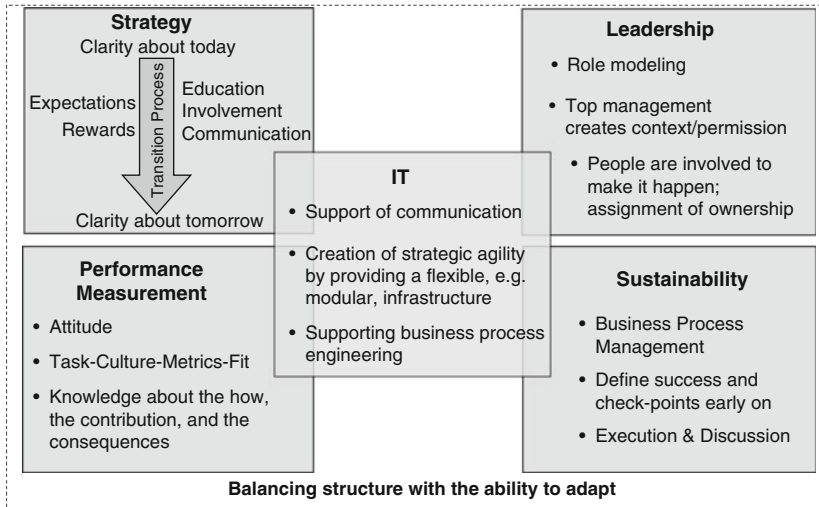 Strategy
Clarity about today
Expectations
Rewards
Transition Process
Education
Involvement
Communication
Clarity about tomorrow
Leadership
• Role modeling
• Top management
creates context/permission
• People are involved to
make it happen;
assignment of ownership
IT
• Support of communication
• Creation of strategic agility
by providing a flexible, e.g.
modular, infrastructure
• Supporting business process
engineering
Performance
Measurement
• Attitude
• Task-Culture-Metrics-Fit
• Knowledge about the how,
the contribution, and the
consequences
Sustainability
• Business Process
Management
• Define success and
check-points early on
• Execution & Discussion
Balancing structure with the ability to adapt